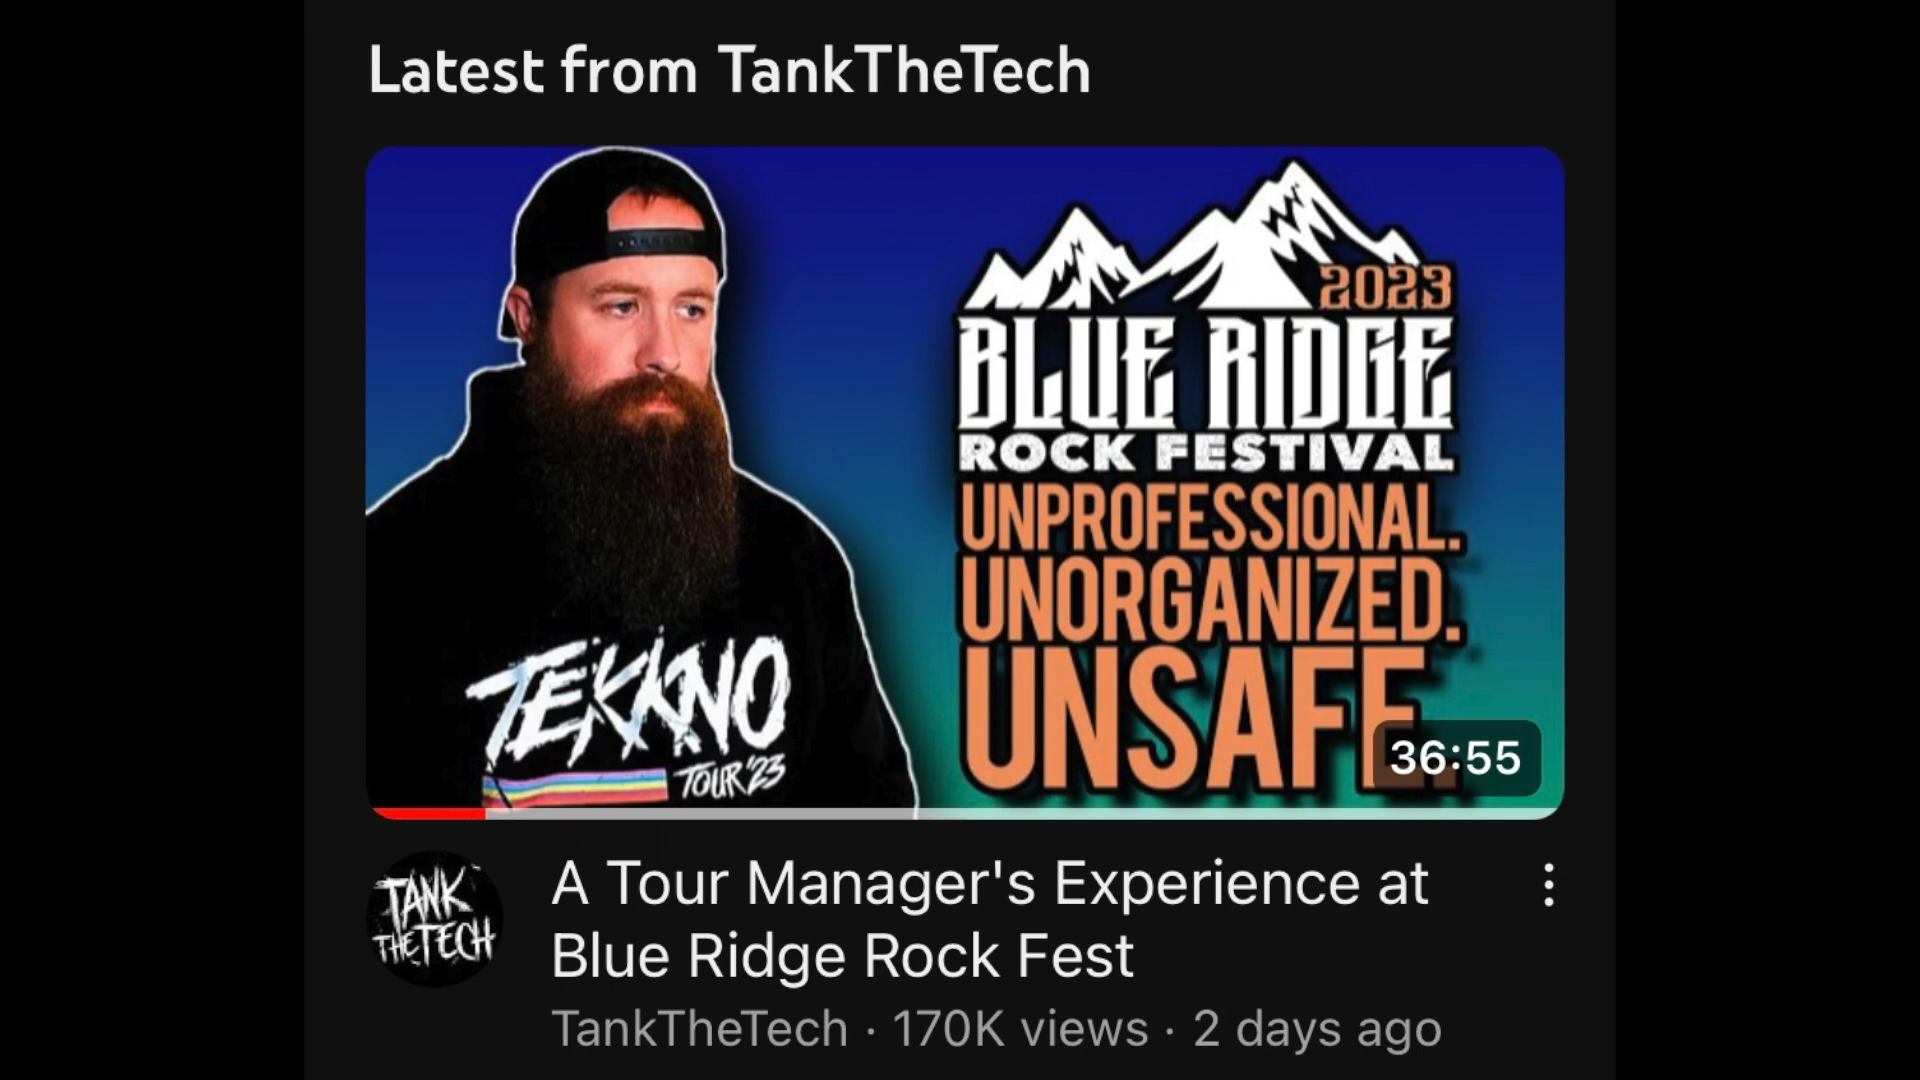 Latest from TankTheTech
2023
BLUE RIDGE
ROCK FESTIVAL
UNPROFESSIONAL.
UNORGANIZED.
UNSAFE.
36:55
TEKKNO
TOUR '23
TANK
THE TECH
A Tour Manager's Experience at
Blue Ridge Rock Fest
TankTheTech · 170K views · 2 days ago